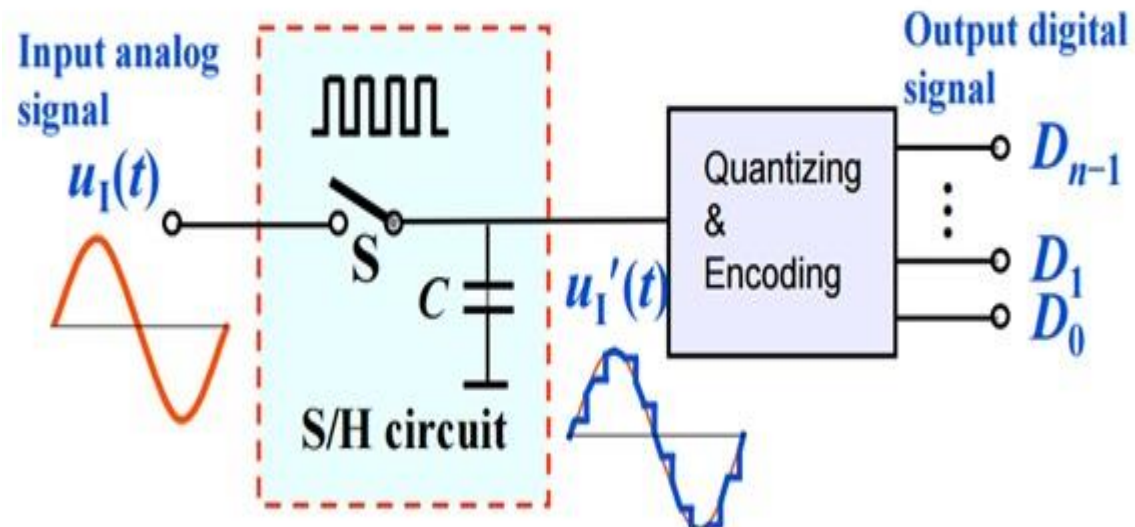 Input analog
signal
u_I(t)
S
C
S/H circuit
u_I'(t)
Quantizing
&
Encoding
Output digital
signal
D_{n-1}
D_1
D_0